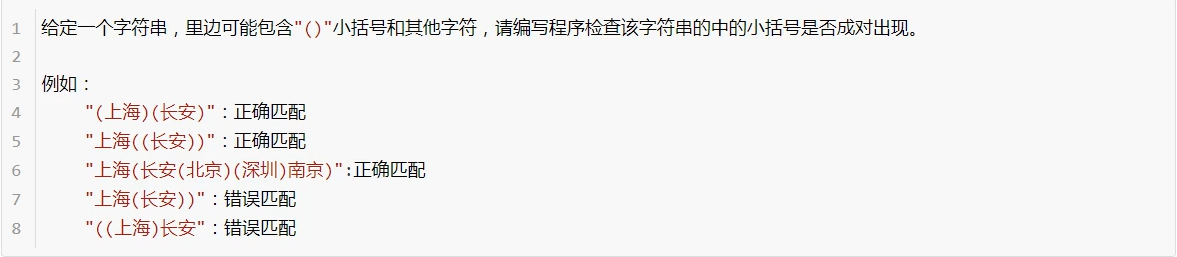 1 给定一个字符串，里边可能包含"()"小括号和其他字符，请编写程序检查该字符串的中的小括号是否成对出现。
2
3 例如：
4 "(上海)(长安)"：正确匹配
5 "上海((长安))"：正确匹配
6 "上海(长安(北京)(深圳)南京)":正确匹配
7 "上海(长安))"：错误匹配
8 "((上海)长安"：错误匹配